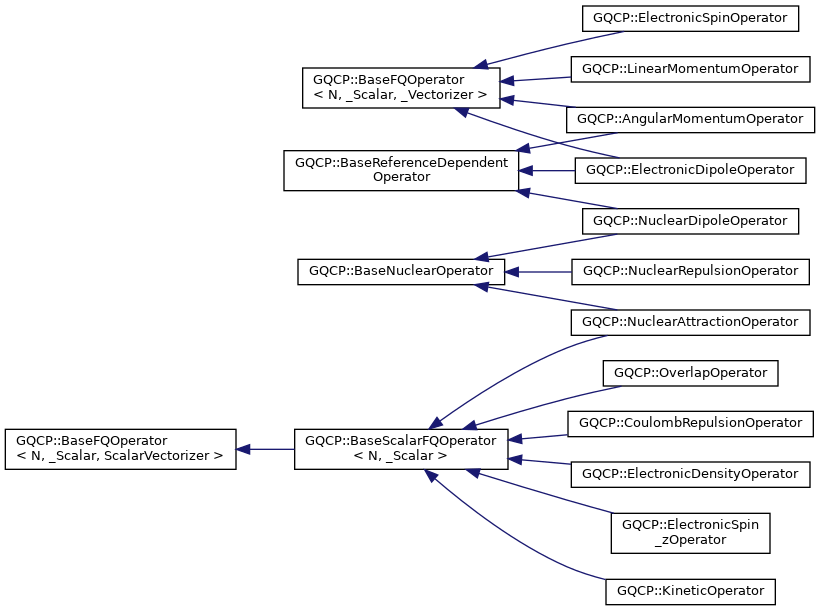 GQCP::ElectronicSpinOperator
GQCP::BaseFQOperator
< N, _Scalar, _Vectorizer >
GQCP::LinearMomentumOperator
GQCP::AngularMomentumOperator
GQCP::BaseReferenceDependent
Operator
GQCP::ElectronicDipoleOperator
GQCP::NuclearDipoleOperator
GQCP::BaseNuclearOperator
GQCP::NuclearRepulsionOperator
GQCP::NuclearAttractionOperator
GQCP::OverlapOperator
GQCP::BaseFQOperator
< N, _Scalar, ScalarVectorizer >
GQCP::BaseScalarFQOperator
< N, _Scalar >
GQCP::CoulombRepulsionOperator
GQCP::ElectronicDensityOperator
GQCP::ElectronicSpin
_zOperator
GQCP::KineticOperator